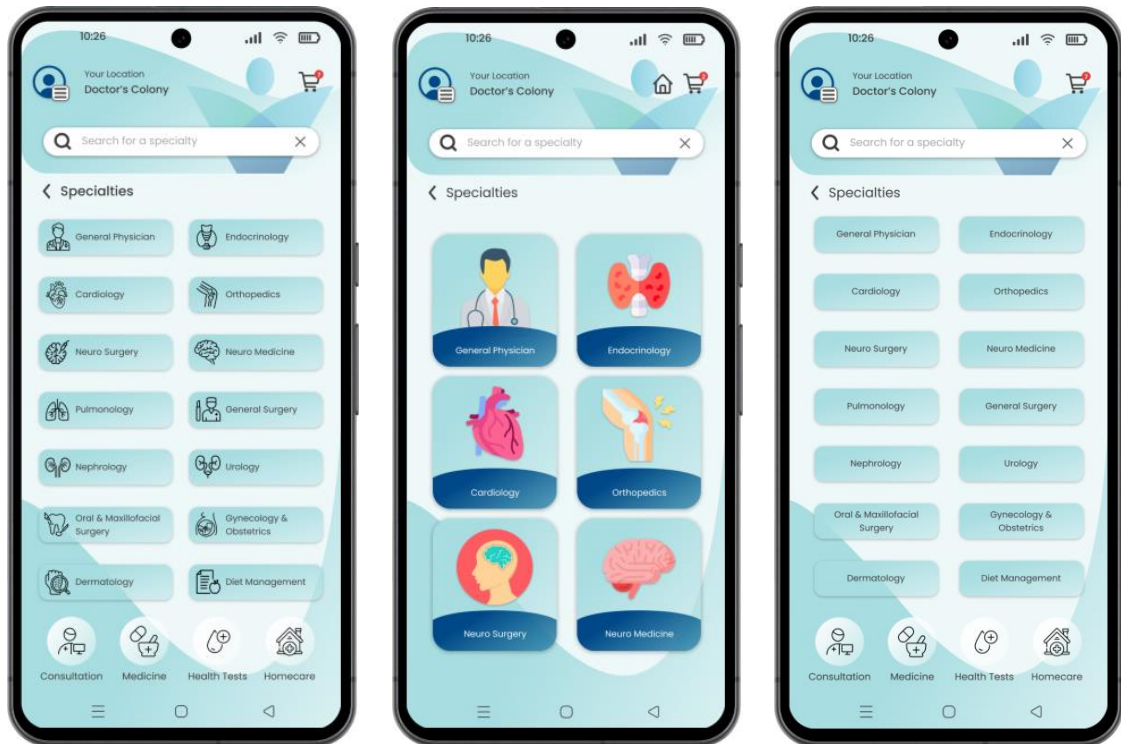 10:26
Your Location
Doctor's Colony
7
Search for a specialty
Specialties
General Physician
Endocrinology
Cardiology
Orthopedics
Neuro Surgery
Neuro Medicine
Pulmonology
General Surgery
Nephrology
Urology
Oral & Maxillofacial
Surgery
Gynecology &
Obstetrics
Dermatology
Diet Management
Consultation
Medicine
Health Tests
Homecare
10:26
Your Location
Doctor's Colony
Search for a specialty
Specialties
General Physician
Endocrinology
Cardiology
Orthopedics
Neuro Surgery
Neuro Medicine
10:26
Your Location
Doctor's Colony
Search for a specialty
Specialties
General Physician
Endocrinology
Cardiology
Orthopedics
Neuro Surgery
Neuro Medicine
Pulmonology
General Surgery
Nephrology
Urology
Oral & Maxillofacial
Surgery
Gynecology &
Obstetrics
Dermatology
Diet Management
Consultation
Medicine
Health Tests
Homecare